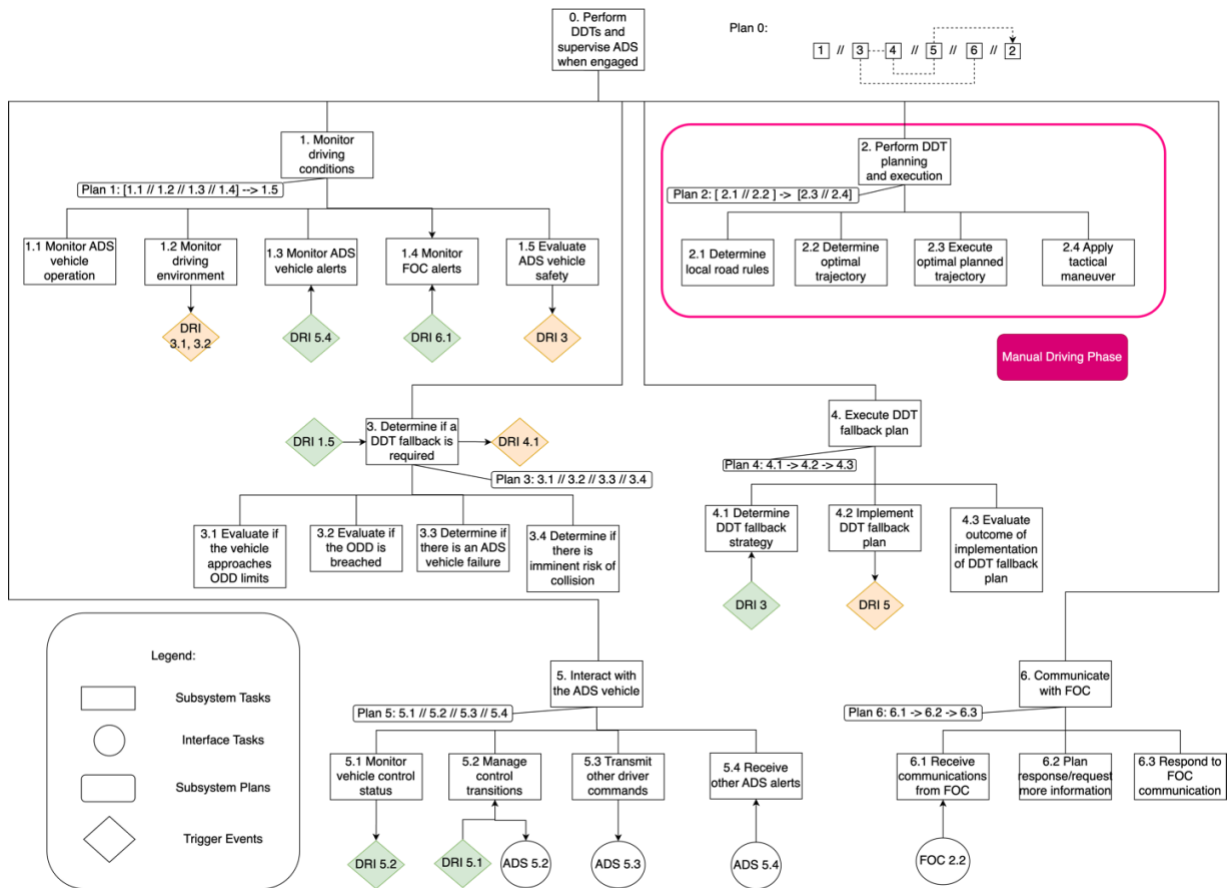 0. Perform
DDTs and
supervise ADS
when engaged
Plan 0:
1 // 3 4 // 5 // 6 // 2
1. Monitor
driving
conditions
Plan 1: [1.1 // 1.2 // 1.3 // 1.4] --> 1.5
1.1 Monitor ADS
vehicle
operation
1.2 Monitor
driving
environment
1.3 Monitor ADS
vehicle alerts
1.4 Monitor
FOC alerts
1.5 Evaluate
ADS vehicle
safety
DRI
3.1, 3.2
DRI 5.4
DRI 6.1
DRI 3
2. Perform DDT
planning
and execution
Plan 2: [ 2.1 // 2.2 ] -> [2.3 // 2.4]
2.1 Determine
local road rules
2.2 Determine
optimal
trajectory
2.3 Execute
optimal planned
trajectory
2.4 Apply
tactical
maneuver
Manual Driving Phase
DRI 1.5
3. Determine if a
DDT fallback is
required
DRI 4.1
Plan 3: 3.1 // 3.2 // 3.3 // 3.4
3.1 Evaluate if
the vehicle
approaches
ODD limits
3.2 Evaluate if
the ODD is
breached
3.3 Determine if
there is an ADS
vehicle failure
3.4 Determine if
there is
imminent risk of
collision
4. Execute DDT
fallback plan
Plan 4: 4.1 -> 4.2 -> 4.3
4.1 Determine
DDT fallback
strategy
4.2 Implement
DDT fallback
plan
4.3 Evaluate
outcome of
implementation
of DDT fallback
plan
DRI 3
DRI 5
Legend:
Subsystem Tasks
Interface Tasks
Subsystem Plans
Trigger Events
5. Interact with
the ADS vehicle
Plan 5: 5.1 // 5.2 // 5.3 // 5.4
5.1 Monitor
vehicle control
status
5.2 Manage
control
transitions
5.3 Transmit
other driver
commands
5.4 Receive
other ADS alerts
DRI 5.2
DRI 5.1
ADS 5.2
ADS 5.3
ADS 5.4
6. Communicate
with FOC
Plan 6: 6.1 -> 6.2 -> 6.3
6.1 Receive
communications
from FOC
6.2 Plan
response/request
more information
6.3 Respond to
FOC
communication
FOC 2.2